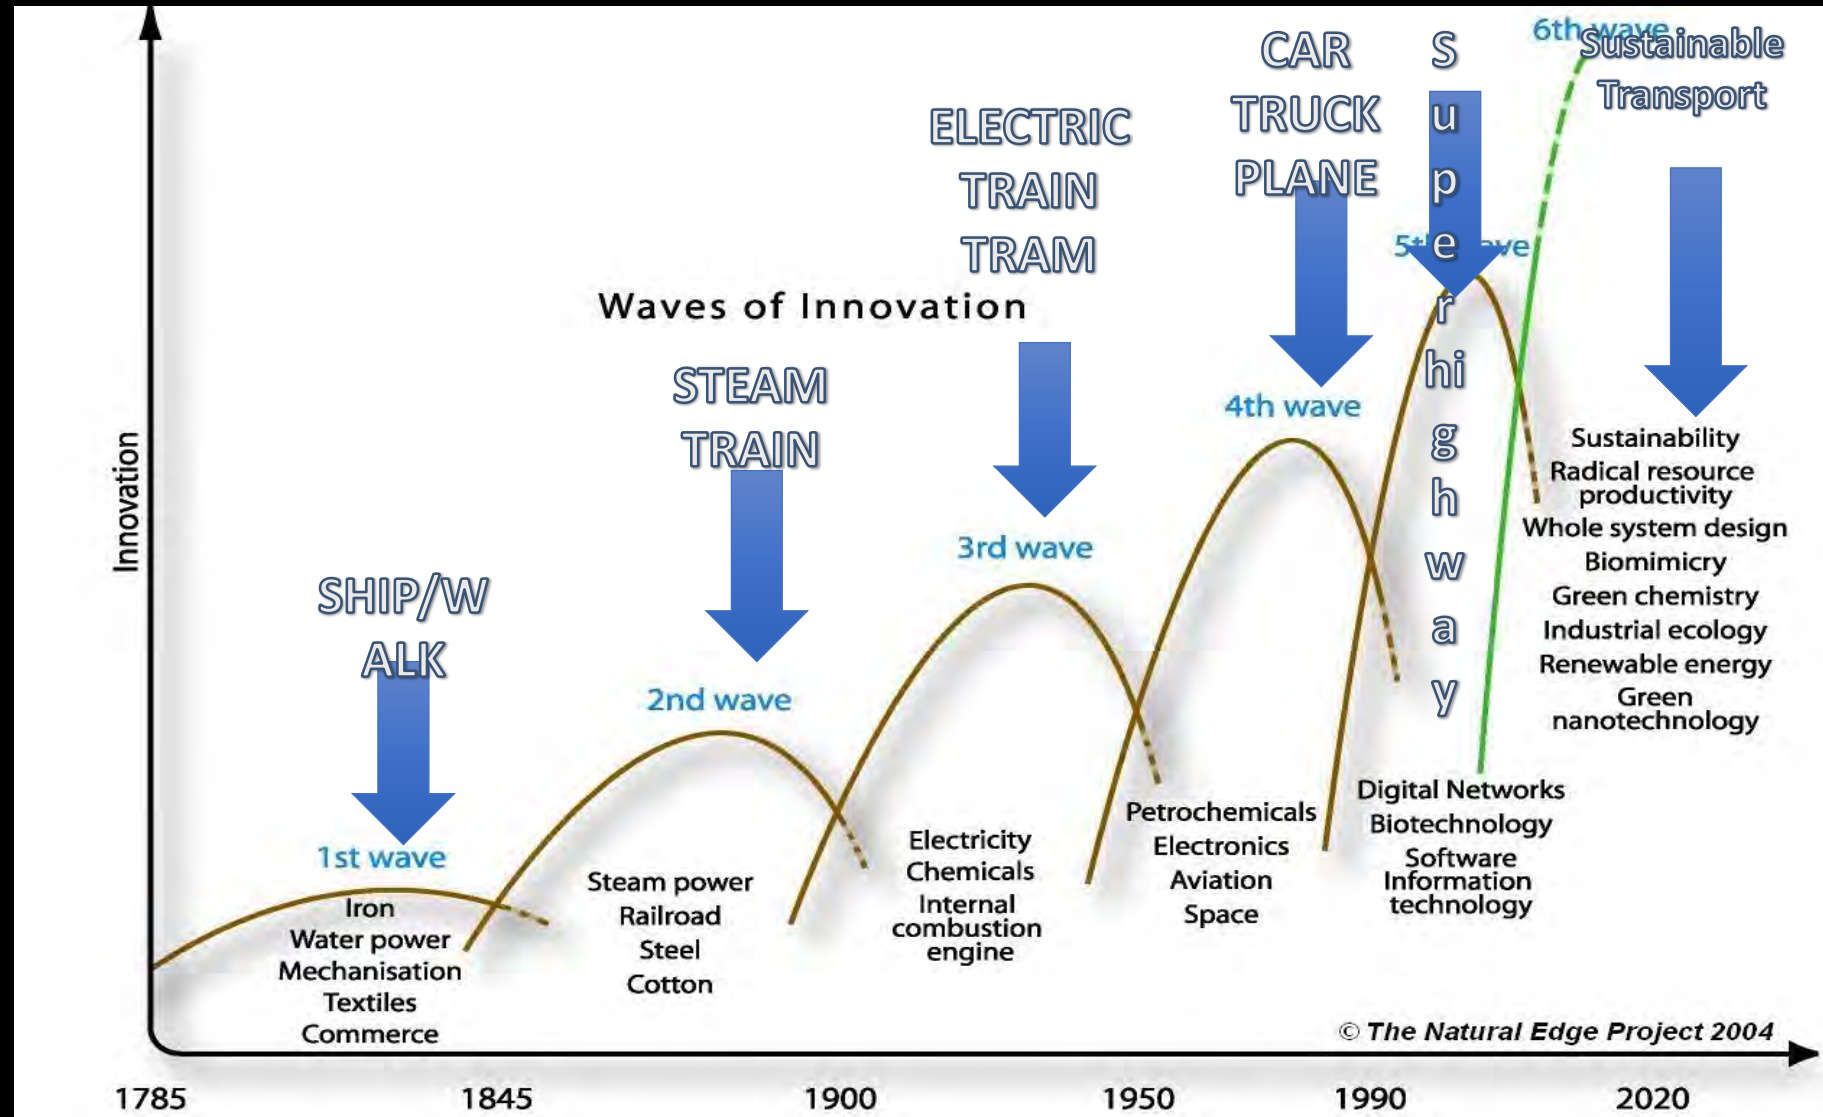 6th wave
Sustainable
Transport
CAR
TRUCK
PLANE
S
u
p
e
r
hi
g
h
w
a
y
ELECTRIC
TRAIN
TRAM
5th wave
Waves of Innovation
STEAM
TRAIN
4th wave
3rd wave
SHIP/W
ALK
2nd wave
1st wave
Innovation
Iron
Water power
Mechanisation
Textiles
Commerce
Steam power
Railroad
Steel
Cotton
Electricity
Chemicals
Internal
combustion
engine
Petrochemicals
Electronics
Aviation
Space
Digital Networks
Biotechnology
Software
Information
technology
Sustainability
Radical resource
productivity
Whole system design
Biomimicry
Green chemistry
Industrial ecology
Renewable energy
Green
nanotechnology
© The Natural Edge Project 2004
1785 1845 1900 1950 1990 2020